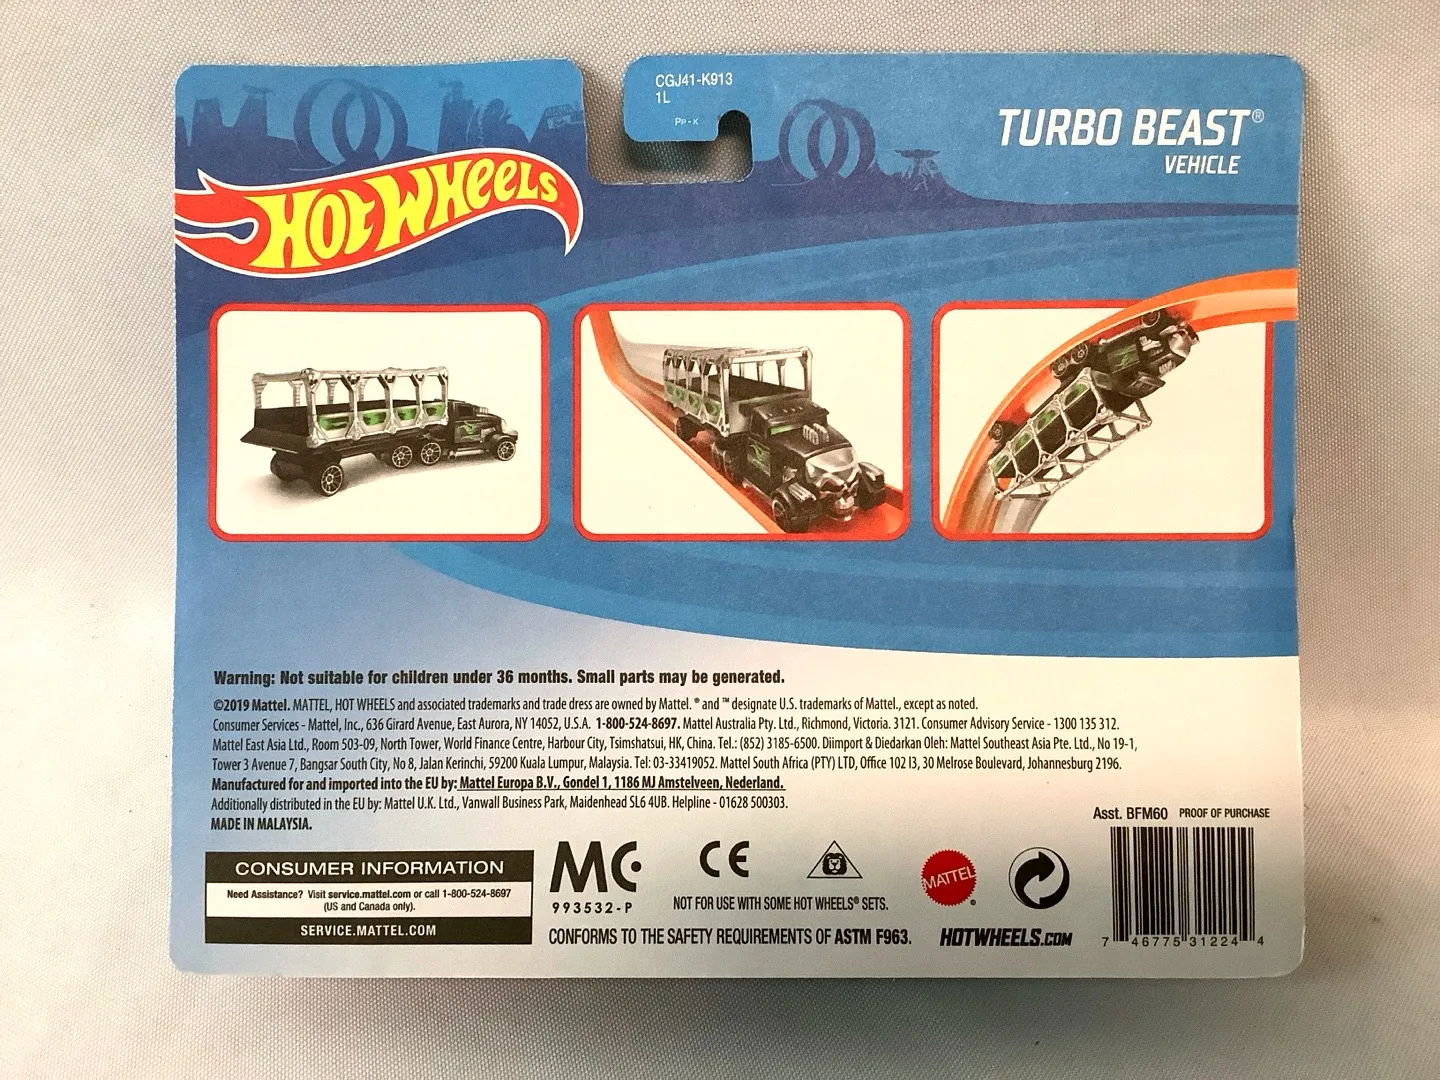 CGJ41-K913
1L
PP-K
TURBO BEAST®
VEHICLE
HOT WHEELS
Warning: Not suitable for children under 36 months. Small parts may be generated.
©2019 Mattel. MATTEL, HOT WHEELS and associated trademarks and trade dress are owned by Mattel. ® and ™ designate U.S. trademarks of Mattel, except as noted.
Consumer Services - Mattel, Inc., 636 Girard Avenue, East Aurora, NY 14052, U.S.A. 1-800-524-8697. Mattel Australia Pty. Ltd., Richmond, Victoria. 3121. Consumer Advisory Service - 1300 135 312.
Mattel East Asia Ltd., Room 503-09, North Tower, World Finance Centre, Harbour City, Tsimshatsui, HK, China. Tel.: (852) 3185-6500. Diimport & Diedarkan Oleh: Mattel Southeast Asia Pte. Ltd., No 19-1,
Tower 3 Avenue 7, Bangsar South City, No 8, Jalan Kerinchi, 59200 Kuala Lumpur, Malaysia. Tel: 03-33419052. Mattel South Africa (PTY) LTD, Office 102 I3, 30 Melrose Boulevard, Johannesburg 2196.
Manufactured for and imported into the EU by: Mattel Europa B.V., Gondel 1, 1186 MJ Amstelveen, Nederland.
Additionally distributed in the EU by: Mattel U.K. Ltd., Vanwall Business Park, Maidenhead SL6 4UB. Helpline - 01628 500303.
MADE IN MALAYSIA.
Asst. BFM60 PROOF OF PURCHASE
CONSUMER INFORMATION
Need Assistance? Visit service.mattel.com or call 1-800-524-8697
(US and Canada only).
SERVICE.MATTEL.COM
MC
993532-P
CE
NOT FOR USE WITH SOME HOT WHEELS® SETS.
CONFORMS TO THE SAFETY REQUIREMENTS OF ASTM F963.
MATTEL®
HOTWHEELS.COM
7 46775 31224 4